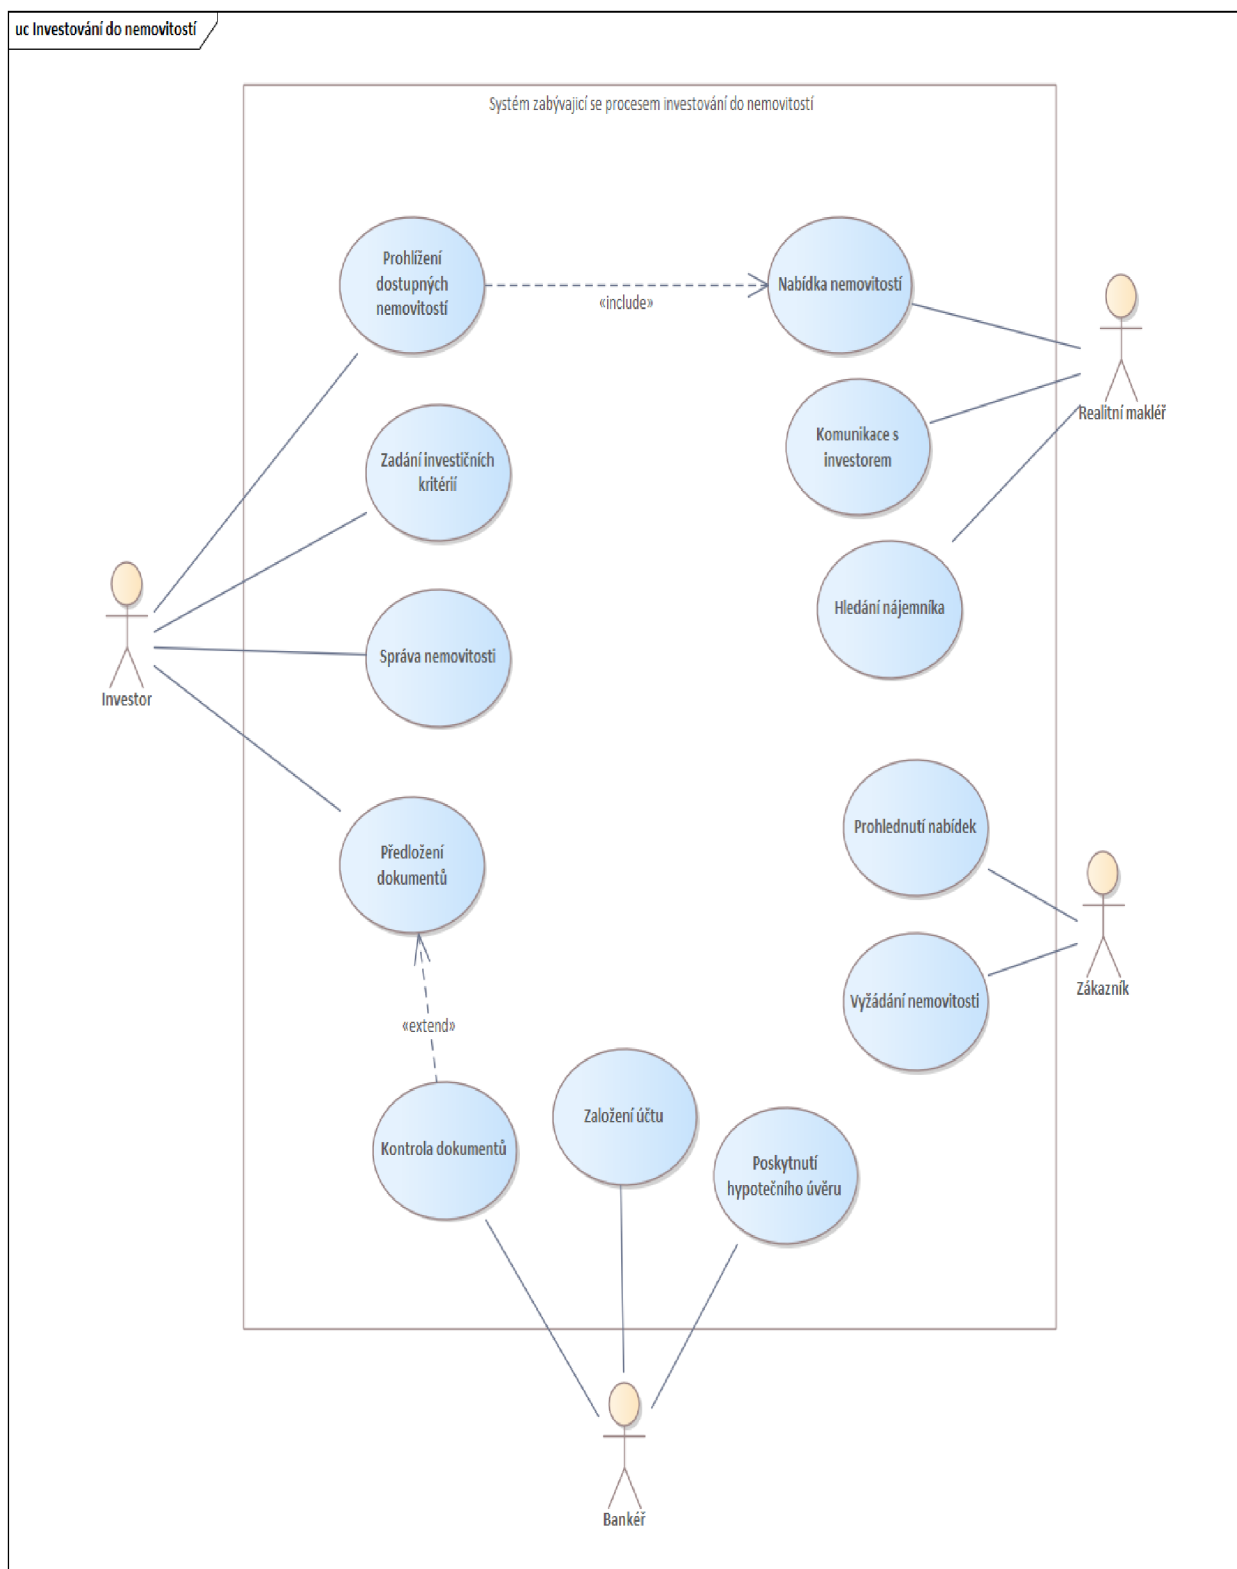 uc Investování do nemovitostí
Systém zabývajicí se procesem investování do nemovitostí
Prohlížení
dostupných
nemovitostí
«include»
Nabídka nemovitostí
Realitní makléř
Komunikace s
investorem
Zadání investičních
kritérií
Hledání nájemníka
Správa nemovitosti
Investor
Předložení
dokumentů
Prohlednutí nabídek
Zákazník
Vyžádání nemovitosti
«extend»
Kontrola dokumentů
Založení účtu
Poskytnutí
hypotečního úvěru
Bankéř